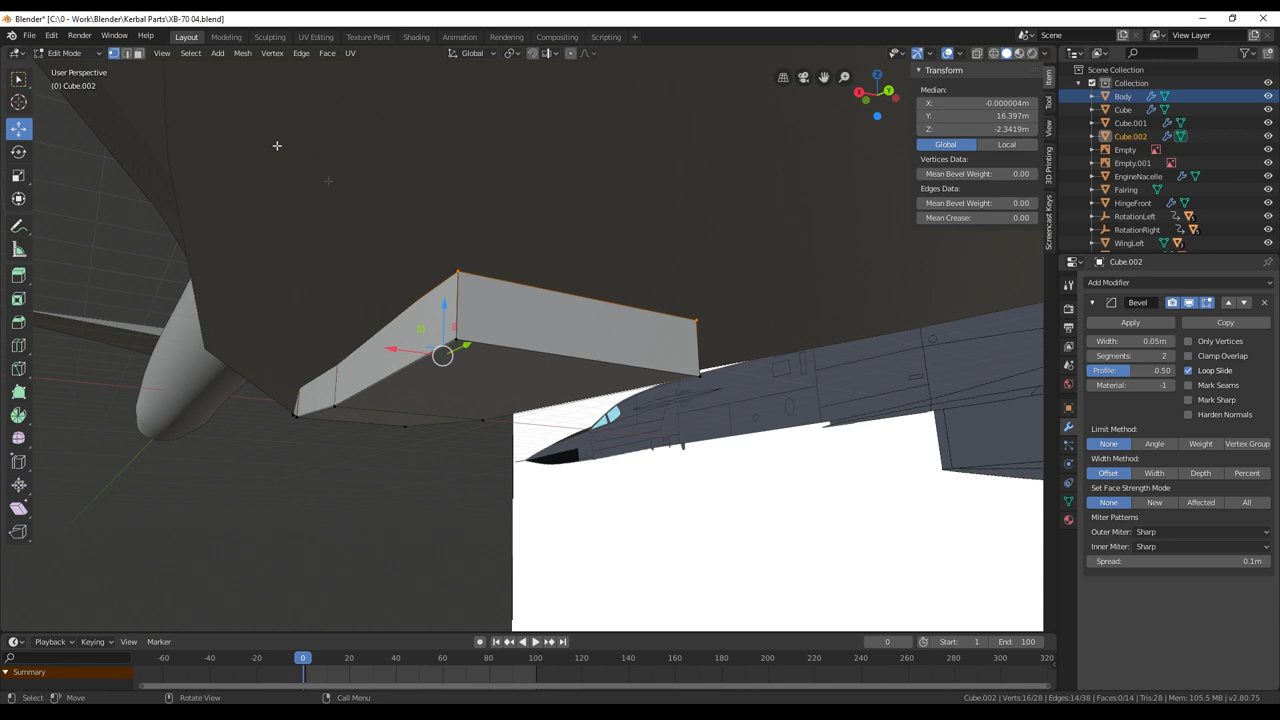 Blender* [C:\0 - Work\Blender\Kerbal Parts\XB-70 04.blend]
File Edit Render Window Help Layout Modeling Sculpting UV Editing Texture Paint Shading Animation Rendering Compositing Scripting Scene View Layer
Edit Mode View Select Add Mesh Vertex Edge Face UV Global
User Perspective
(0) Cube.002
Transform
Median:
X: -0.000004m
Y: 16.397m
Z: -2.3419m
Global Local
Vertices Data:
Mean Bevel Weight: 0.00
Edges Data:
Mean Bevel Weight: 0.00
Mean Crease: 0.00
Item
Tool
View
3D Printing
Screencast Keys
Scene Collection
Collection
Body
Cube
Cube.001
Cube.002
Empty
Empty.001
EngineNacelle
Fairing
HingeFront
RotationLeft
RotationRight
WingLeft
Cube.002
Add Modifier
Bevel
Apply Copy
Width: 0.05m Only Vertices
Segments: 2 Clamp Overlap
Profile: 0.50 Loop Slide
Material: -1 Mark Seams
Mark Sharp
Harden Normals
Limit Method:
None Angle Weight Vertex Group
Width Method:
Offset Width Depth Percent
Set Face Strength Mode
None New Affected All
Miter Patterns
Outer Miter: Sharp
Inner Miter: Sharp
Spread: 0.1m
Playback Keying View Marker 0 Start: 1 End: 100
-60 -40 -20 0 20 40 60 80 100 120 140 160 180 200 220 240 260 280 300 320
Summary
Select Move Rotate View Call Menu Cube.002 | Verts:16/28 | Edges:14/38 | Faces:0/14 | Tris:28 | Mem: 105.5 MB | v2.80.75